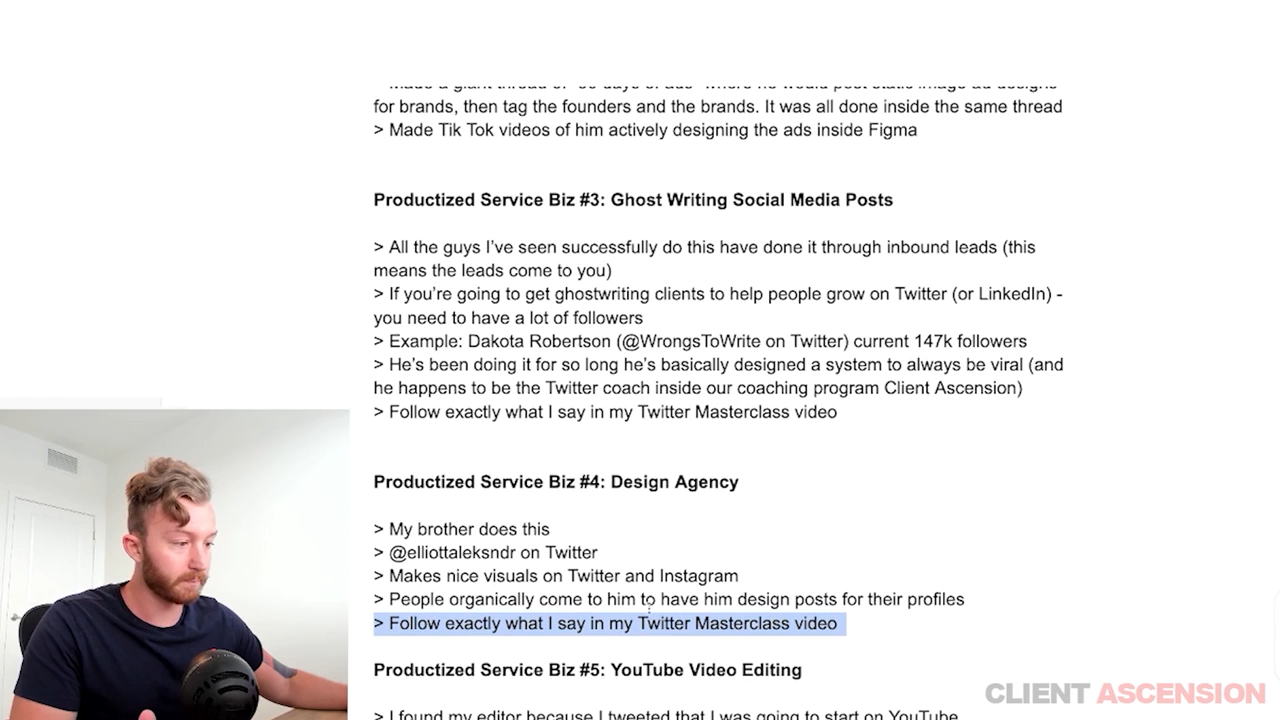 for brands, then tag the founders and the brands. It was all done inside the same thread
> Made Tik Tok videos of him actively designing the ads inside Figma
Productized Service Biz #3: Ghost Writing Social Media Posts
> All the guys I’ve seen successfully do this have done it through inbound leads (this
means the leads come to you)
> If you’re going to get ghostwriting clients to help people grow on Twitter (or LinkedIn) -
you need to have a lot of followers
> Example: Dakota Robertson (@WrongsToWrite on Twitter) current 147k followers
> He’s been doing it for so long he’s basically designed a system to always be viral (and
he happens to be the Twitter coach inside our coaching program Client Ascension)
> Follow exactly what I say in my Twitter Masterclass video
Productized Service Biz #4: Design Agency
> My brother does this
> @elliottaleksndr on Twitter
> Makes nice visuals on Twitter and Instagram
> People organically come to him to have him design posts for their profiles
> Follow exactly what I say in my Twitter Masterclass video
Productized Service Biz #5: YouTube Video Editing
> I found my editor because I tweeted that I was going to start on YouTube
CLIENT ASCENSION